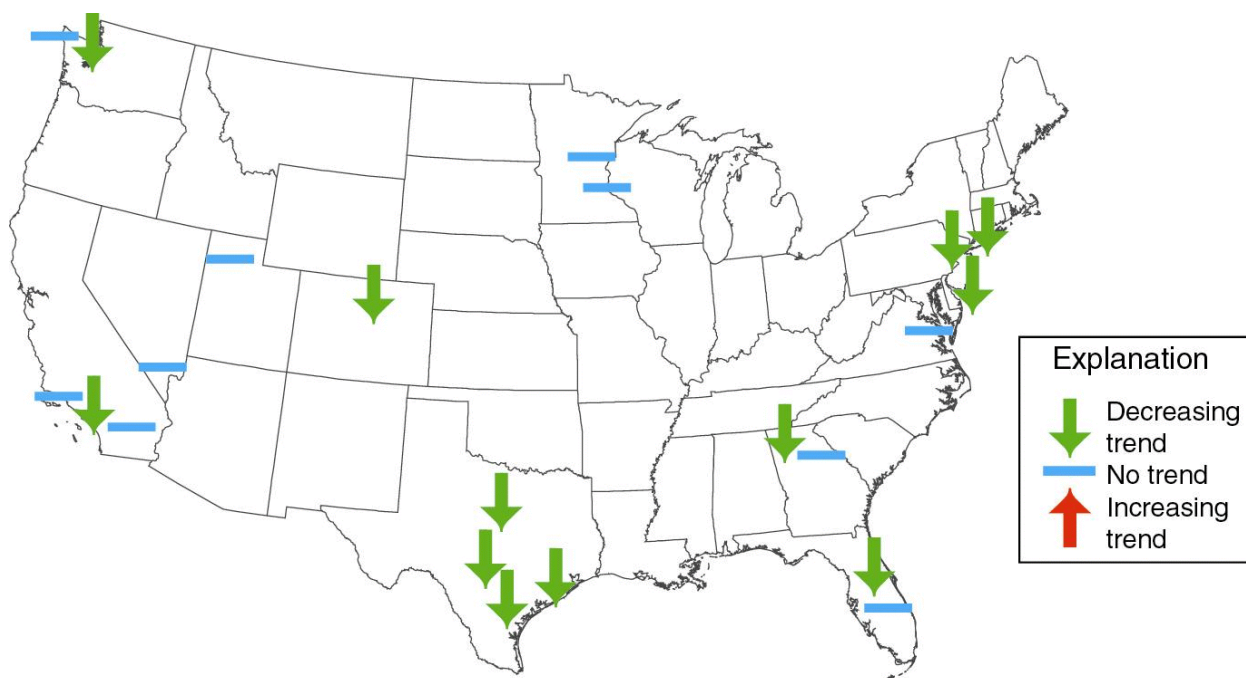 Explanation
Decreasing
trend
No trend
Increasing
trend